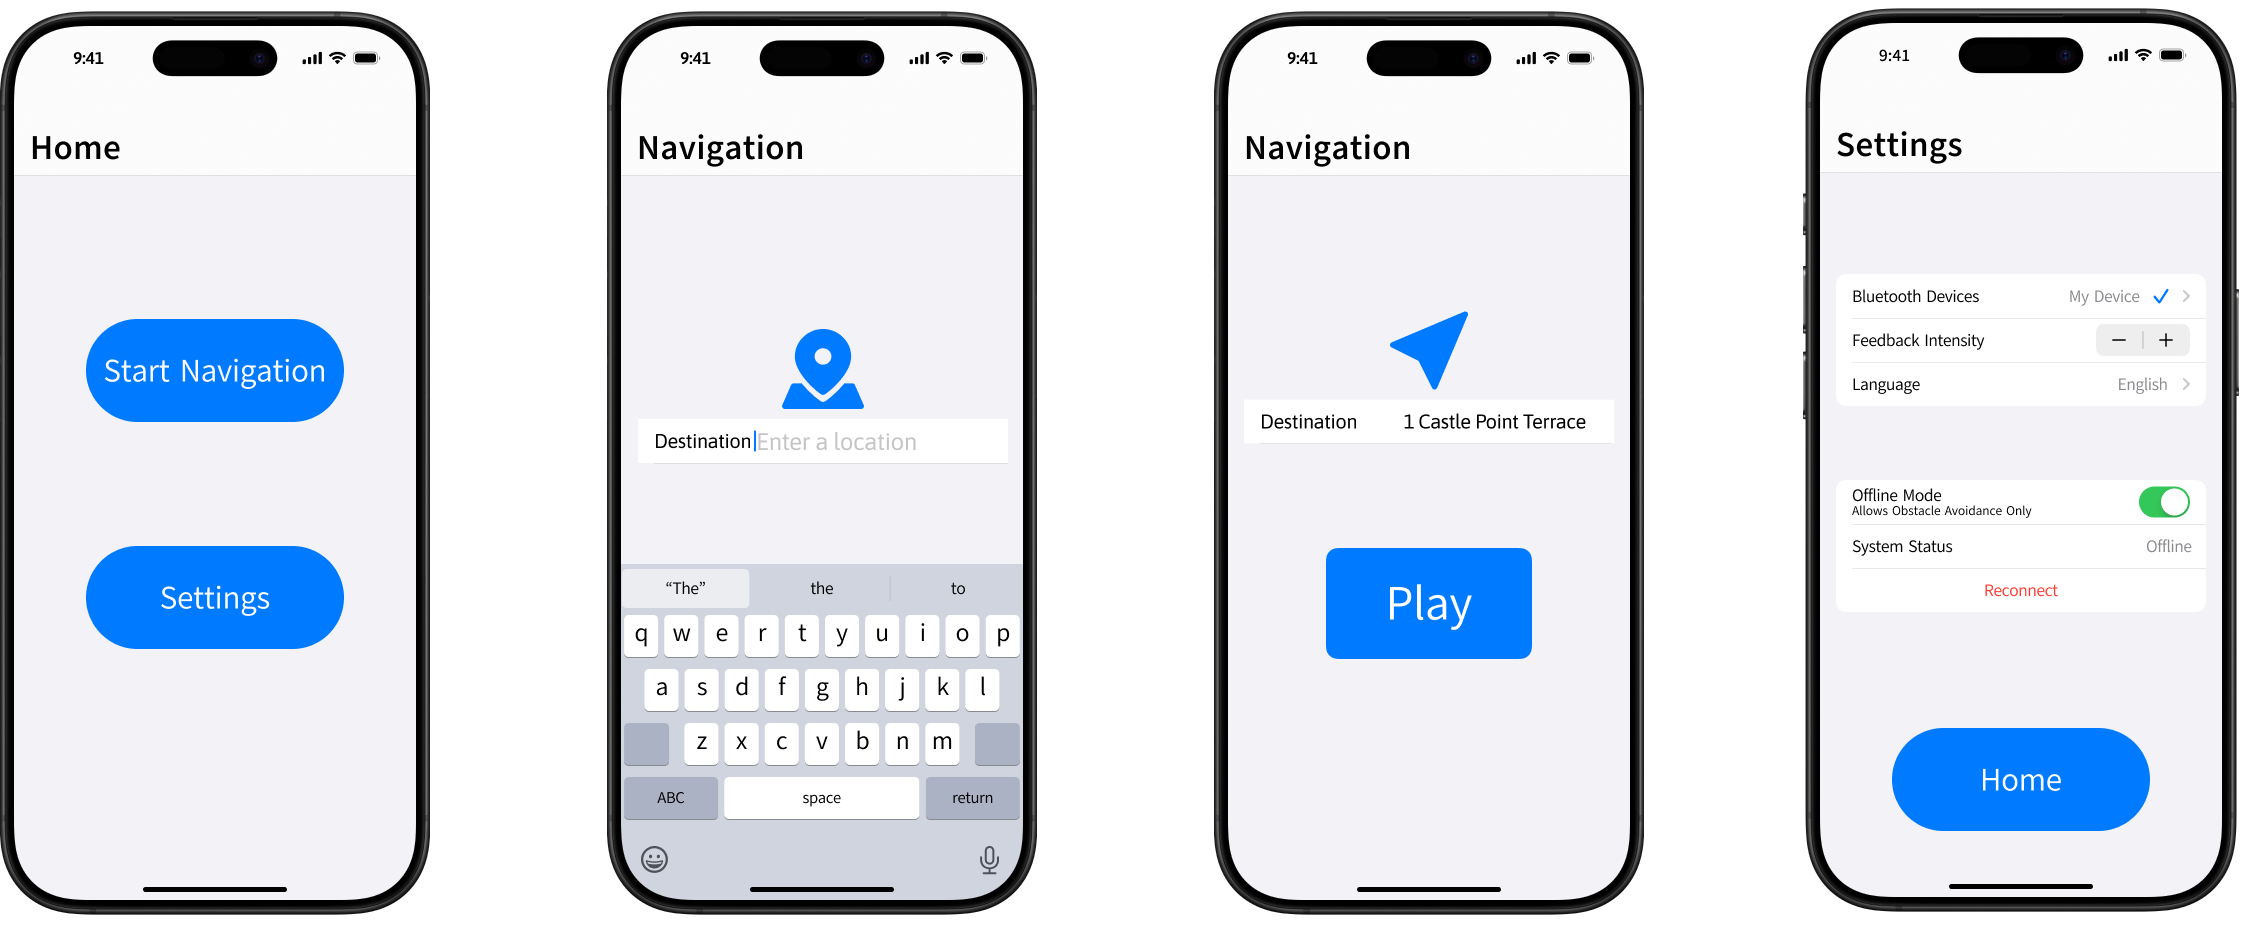 9:41
Home
Start Navigation
Settings
9:41
Navigation
Destination Enter a location
“The” the to
q w e r t y u i o p
a s d f g h j k l
z x c v b n m
ABC space return
9:41
Navigation
Destination 1 Castle Point Terrace
Play
9:41
Settings
Bluetooth Devices My Device
Feedback Intensity − +
Language English
Offline Mode
Allows Obstacle Avoidance Only
System Status Offline
Reconnect
Home